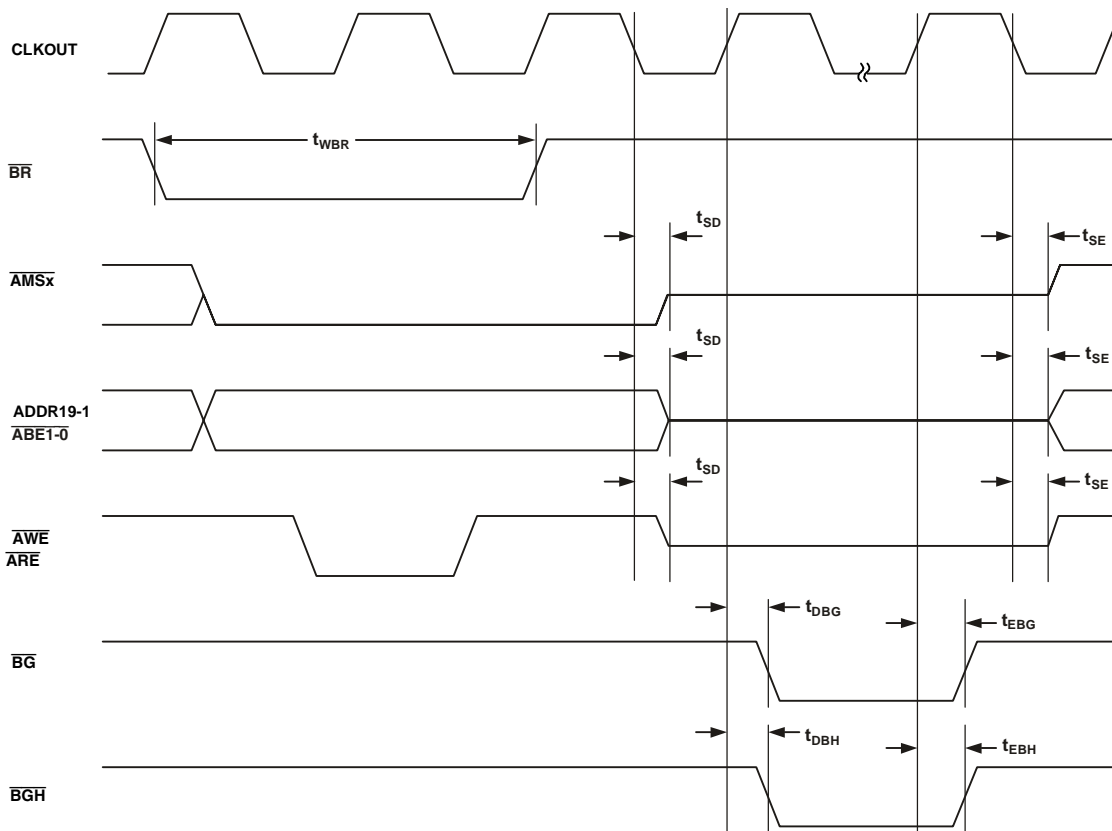 CLKOUT
tWBR
BR
tSD
tSE
AMSx
tSD
tSE
ADDR19-1
ABE1-0
tSD
tSE
AWE
ARE
tDBG
tEBG
BG
tDBH
tEBH
BGH